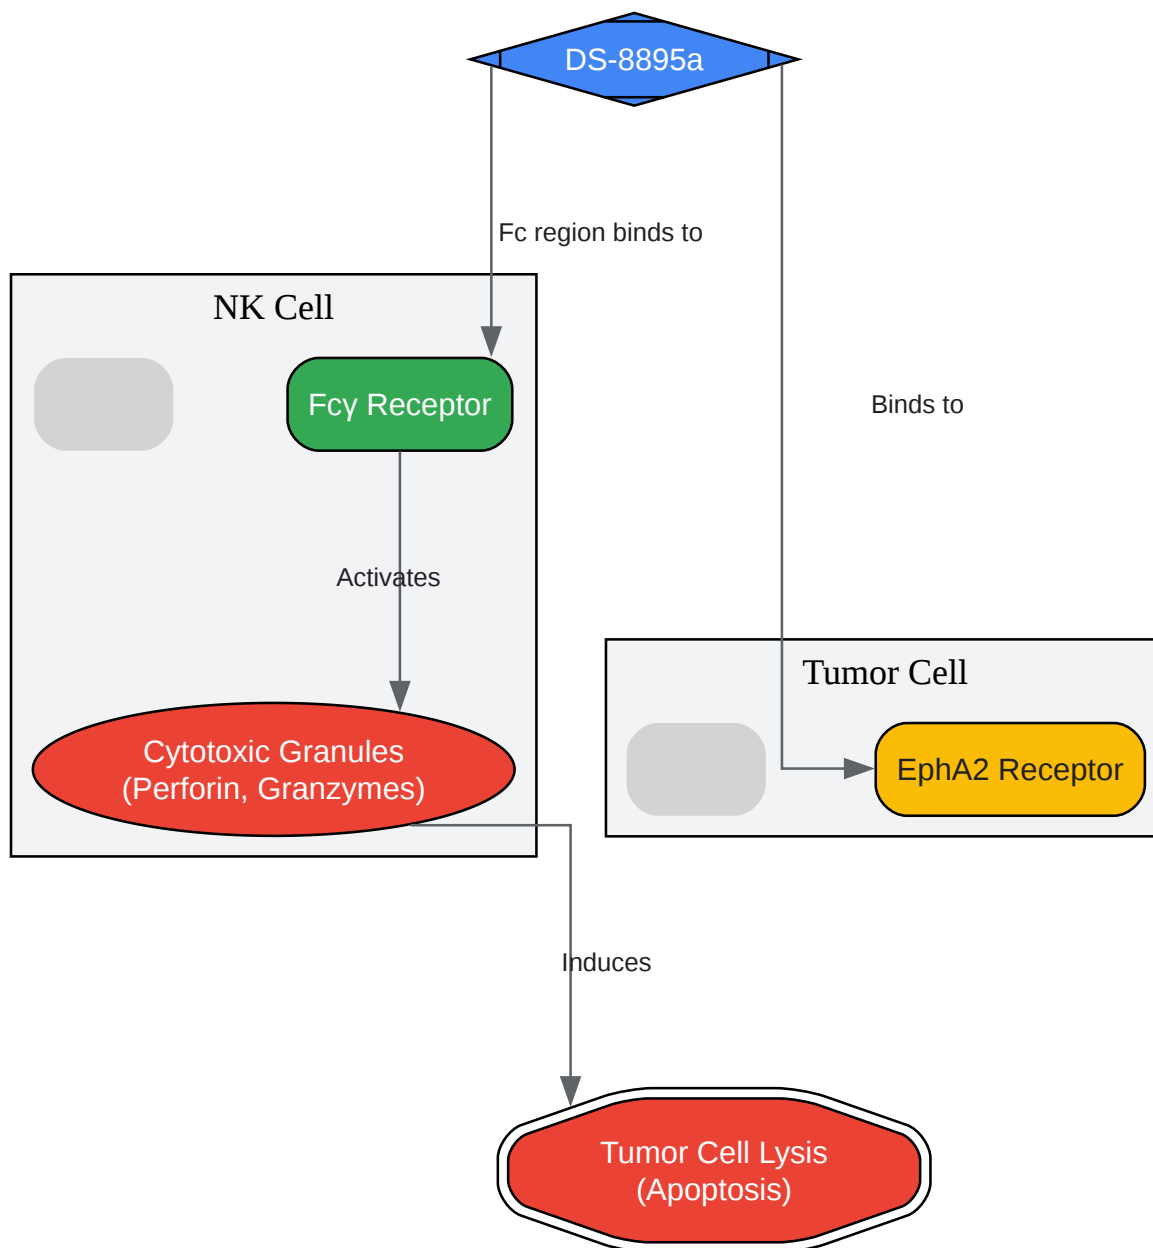 DS-8895a
Fc region binds to
NK Cell
Fcγ Receptor
Binds to
Activates
Tumor Cell
Cytotoxic Granules
(Perforin, Granzymes)
EphA2 Receptor
Induces
Tumor Cell Lysis
(Apoptosis)